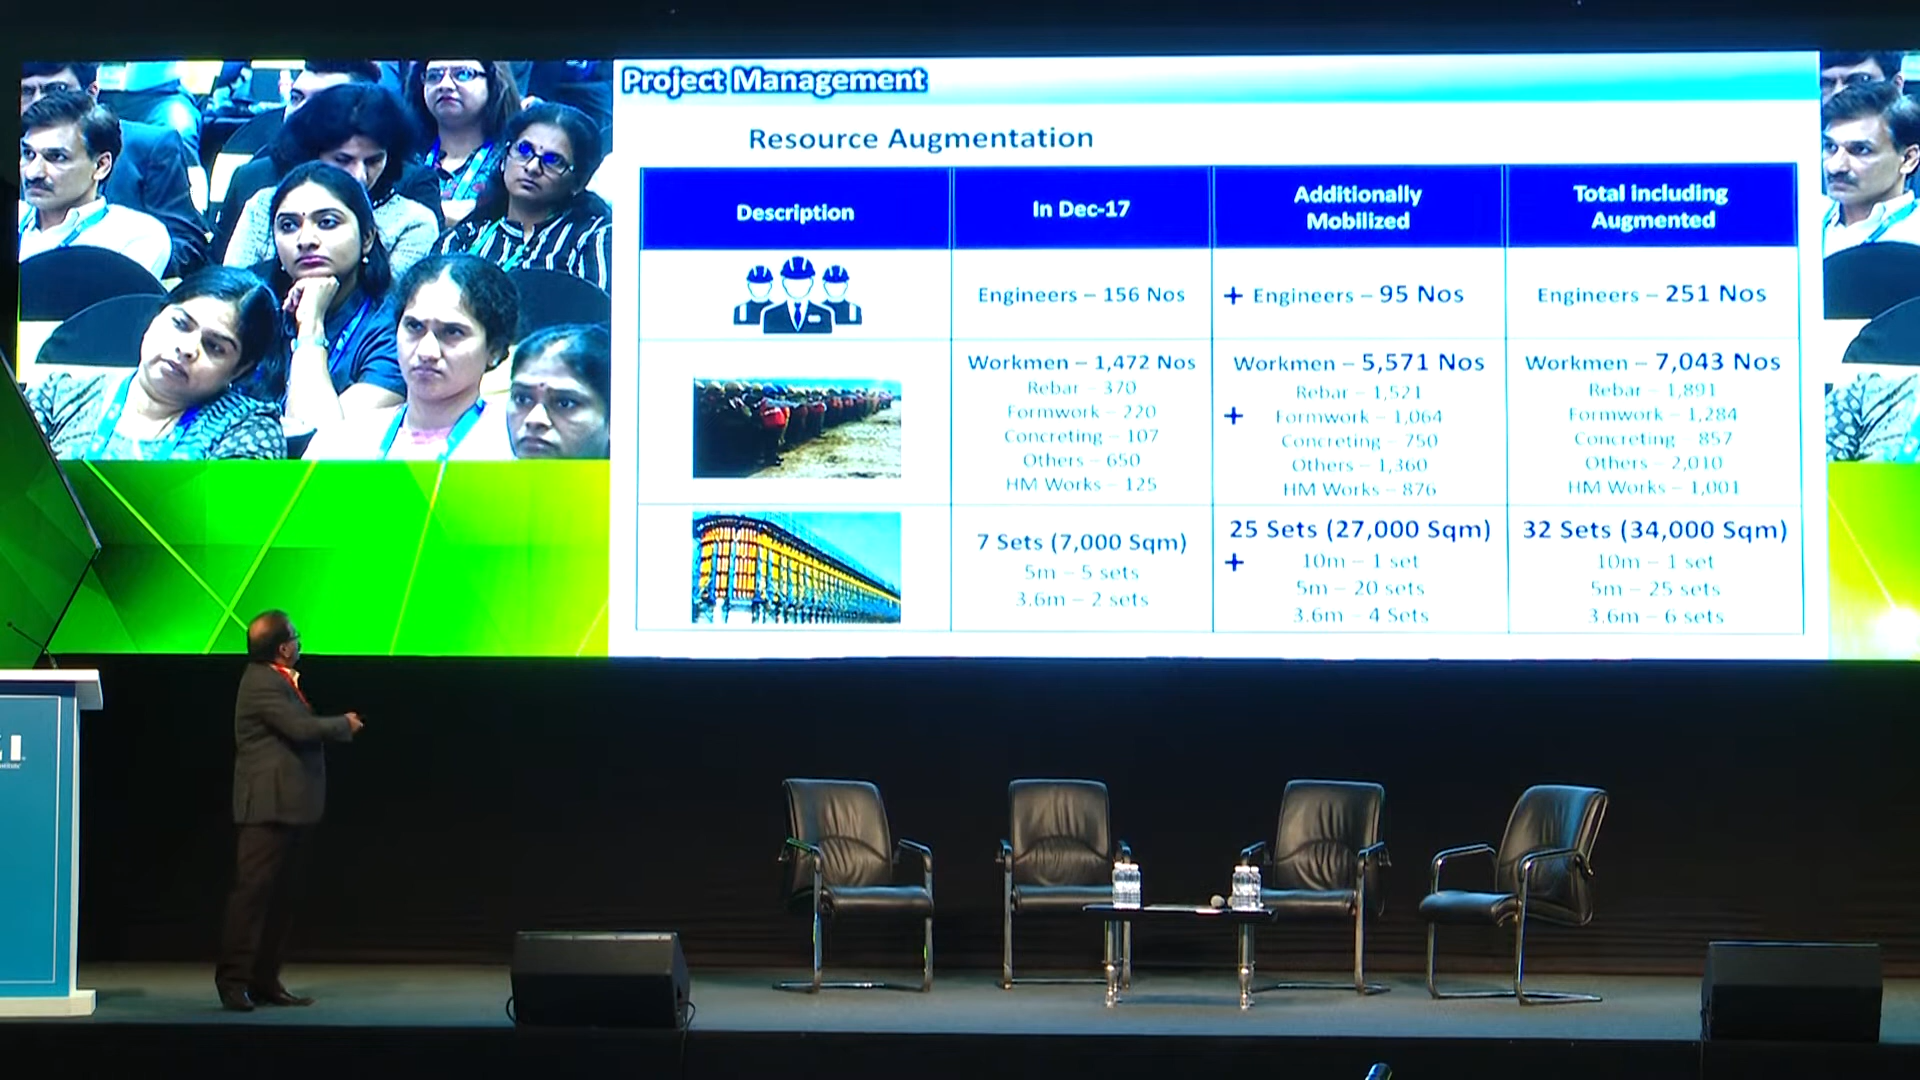 Project Management
Resource Augmentation
Description
In Dec-17
Additionally
Mobilized
Total including
Augmented
Engineers – 156 Nos
+ Engineers – 95 Nos
Engineers – 251 Nos
Workmen – 1,472 Nos
Rebar – 370
Formwork – 220
Concreting – 107
Others – 650
HM Works – 125
Workmen – 5,571 Nos
Rebar – 1,521
+ Formwork – 1,064
Concreting – 750
Others – 1,360
HM Works – 876
Workmen – 7,043 Nos
Rebar – 1,891
Formwork – 1,284
Concreting – 857
Others – 2,010
HM Works – 1,001
7 Sets (7,000 Sqm)
5m – 5 sets
3.6m – 2 sets
25 Sets (27,000 Sqm)
+ 10m – 1 set
5m – 20 sets
3.6m – 4 Sets
32 Sets (34,000 Sqm)
10m – 1 set
5m – 25 sets
3.6m – 6 sets